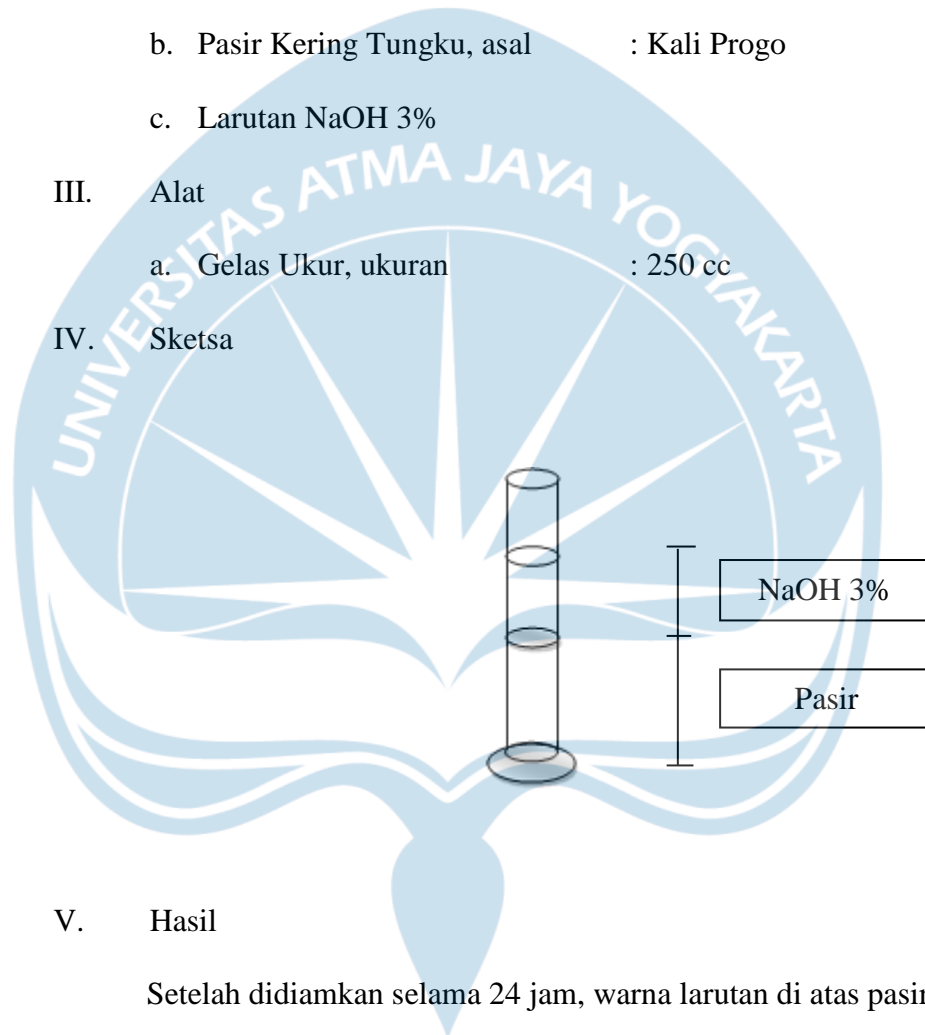 b. Pasir Kering Tungku, asal : Kali Progo
c. Larutan NaOH 3%
III. Alat
UNIVERSITAS ATMA JAYA YOGYAKARTA
a. Gelas Ukur, ukuran : 250 cc
IV. Sketsa
NaOH 3%
Pasir
V. Hasil
Setelah didiamkan selama 24 jam, warna larutan di atas pasir